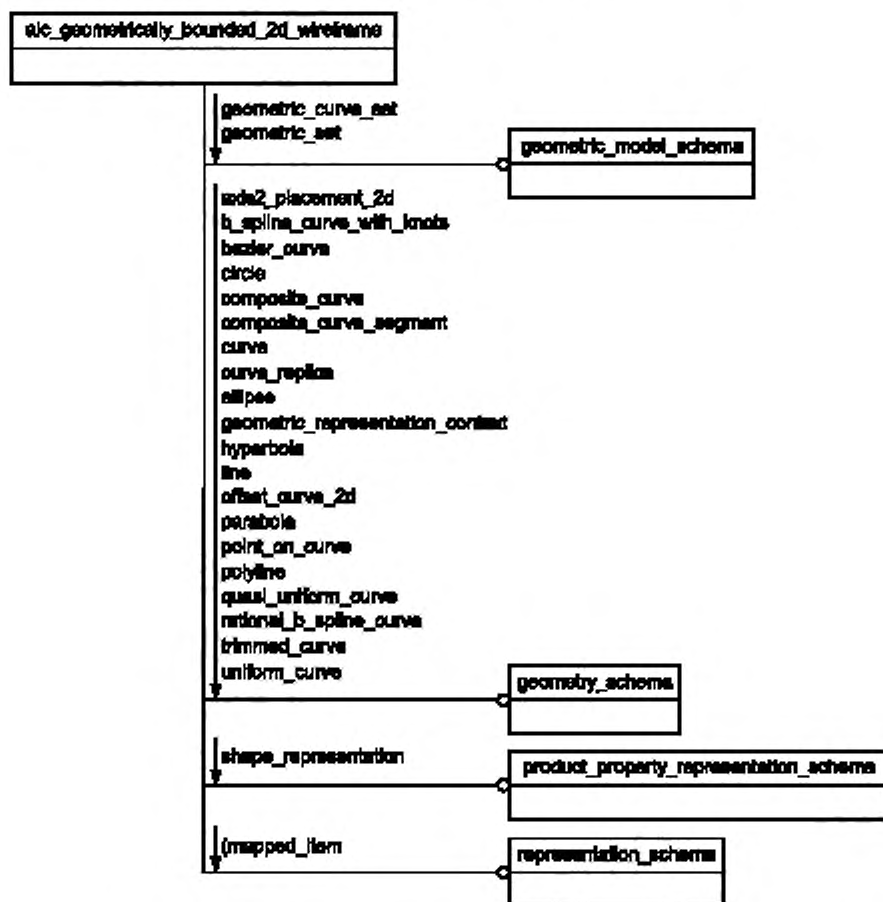 aic_geometrically_bounded_2d_wireframe
geometric_curve_set
geometric_set
geometric_model_schema
axis2_placement_2d
b_spline_curve_with_knots
bezier_curve
circle
composite_curve
composite_curve_segment
curve
curve_replica
ellipse
geometric_representation_context
hyperbola
line
offset_curve_2d
parabola
point_on_curve
polyline
quasi_uniform_curve
rational_b_spline_curve
trimmed_curve
uniform_curve
geometry_schema
shape_representation
product_property_representation_schema
(mapped_item
representation_schema